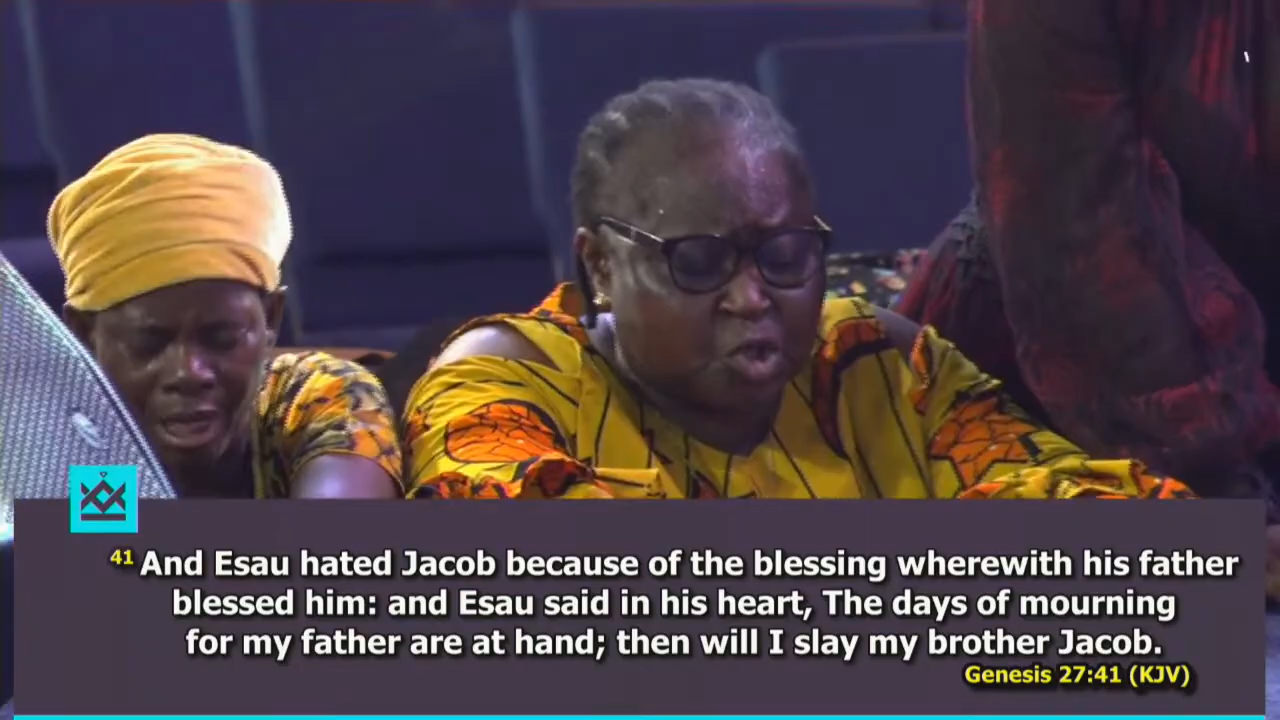 41 And Esau hated Jacob because of the blessing wherewith his father
blessed him: and Esau said in his heart, The days of mourning
for my father are at hand; then will I slay my brother Jacob.
Genesis 27:41 (KJV)